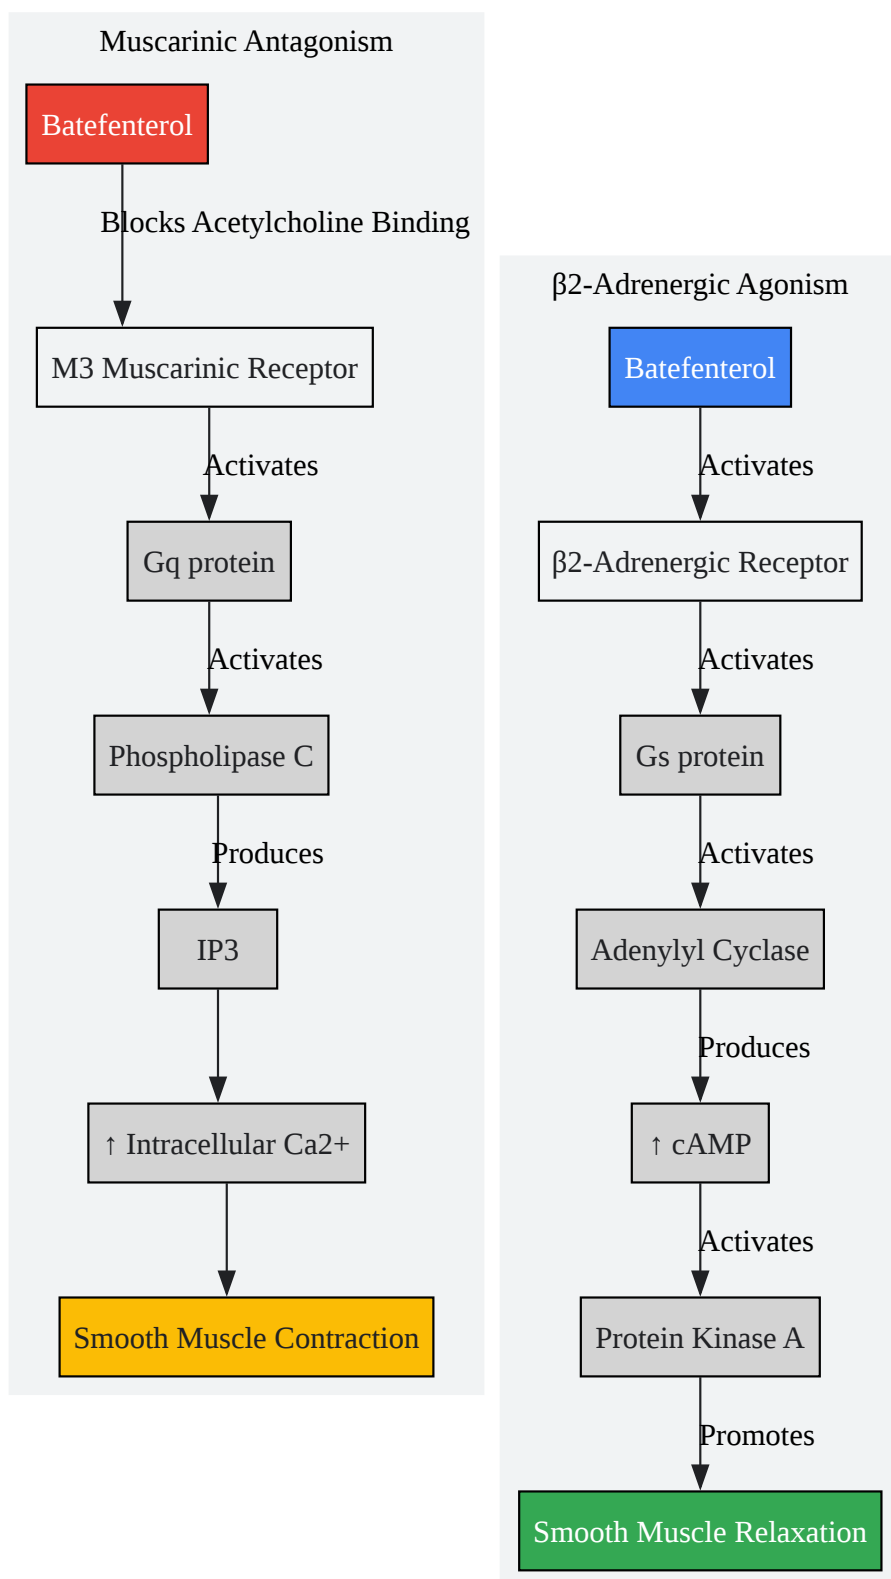 Muscarinic Antagonism
Batefenterol
Blocks Acetylcholine Binding
M3 Muscarinic Receptor
Activates
Gq protein
Activates
Phospholipase C
Produces
IP3
↑ Intracellular Ca2+
Smooth Muscle Contraction
β2-Adrenergic Agonism
Batefenterol
Activates
β2-Adrenergic Receptor
Activates
Gs protein
Activates
Adenylyl Cyclase
Produces
↑ cAMP
Activates
Protein Kinase A
Promotes
Smooth Muscle Relaxation